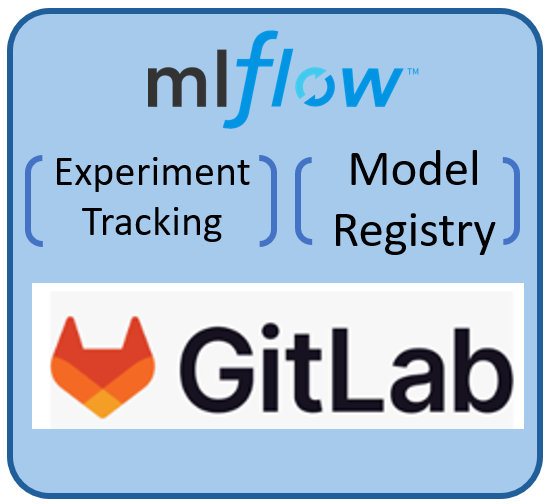 mlflow™
Experiment
Tracking
Model
Registry
GitLab